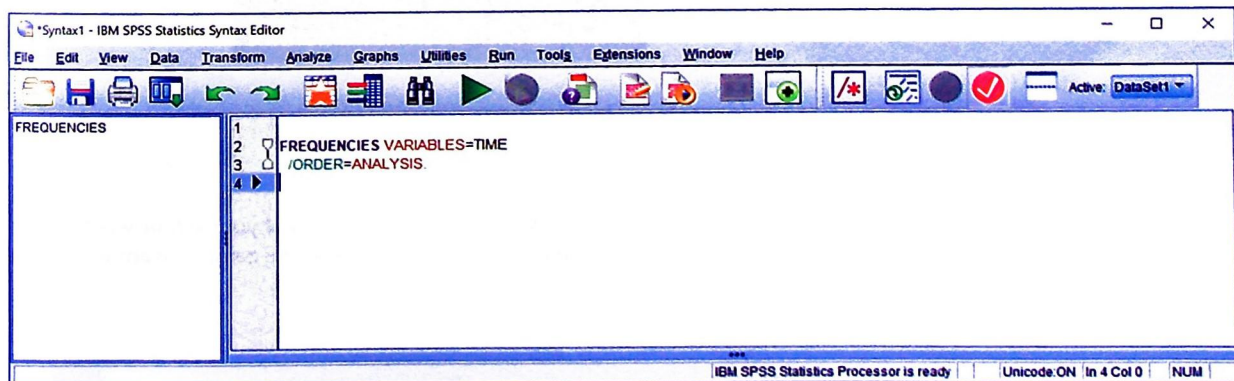 *Syntax1 - IBM SPSS Statistics Syntax Editor
File Edit View Data Transform Analyze Graphs Utilities Run Tools Extensions Window Help
Active: DataSet1
FREQUENCIES
1
2 FREQUENCIES VARIABLES=TIME
3 /ORDER=ANALYSIS.
4
IBM SPSS Statistics Processor is ready Unicode:ON In 4 Col 0 NUM